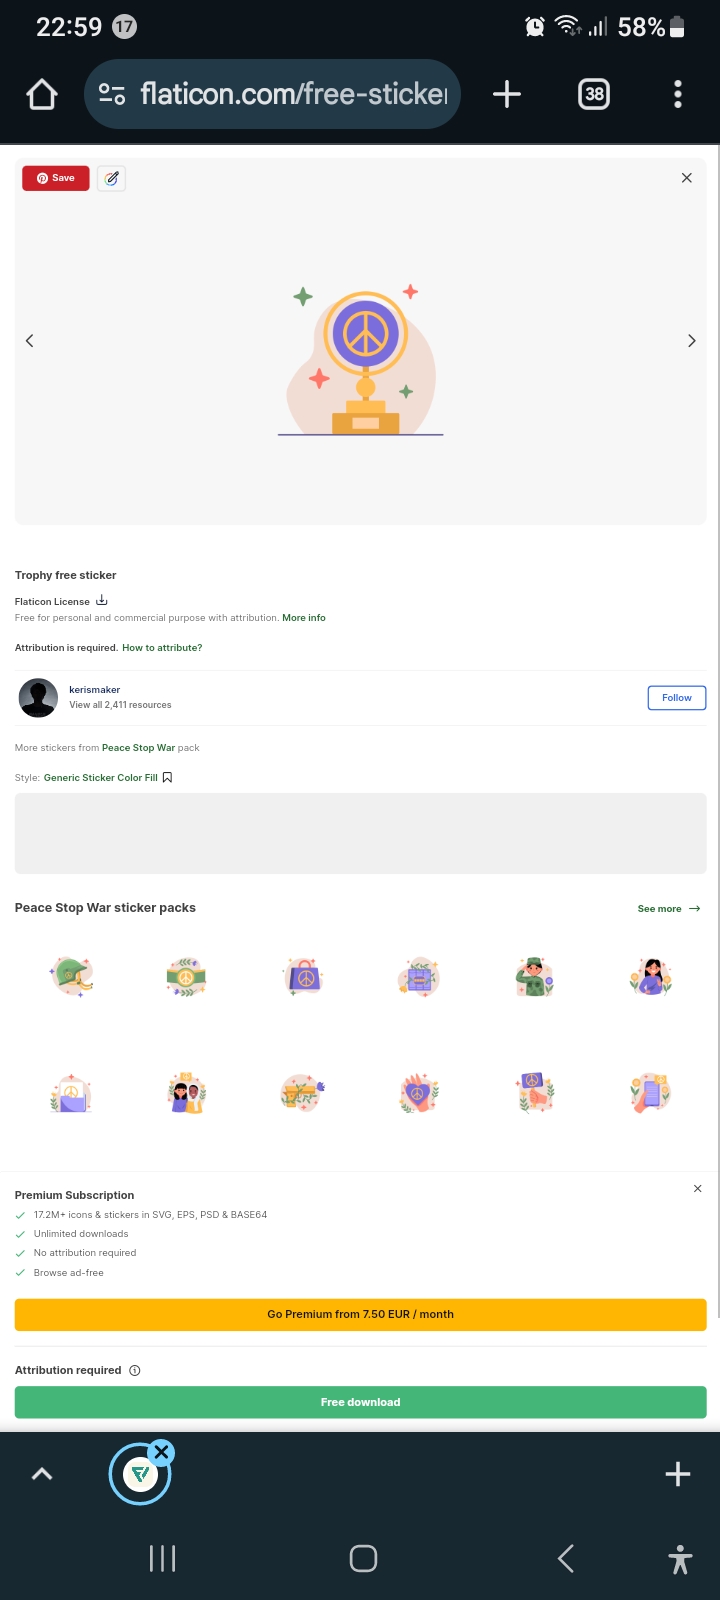 22:59 17 58%
flaticon.com/free-sticker 38
Save
Trophy free sticker
Flaticon License
Free for personal and commercial purpose with attribution. More info
Attribution is required. How to attribute?
kerismaker
View all 2,411 resources
Follow
More stickers from Peace Stop War pack
Style: Generic Sticker Color Fill
Peace Stop War sticker packs
See more
Premium Subscription
17.2M+ icons & stickers in SVG, EPS, PSD & BASE64
Unlimited downloads
No attribution required
Browse ad-free
Go Premium from 7.50 EUR / month
Attribution required
Free download